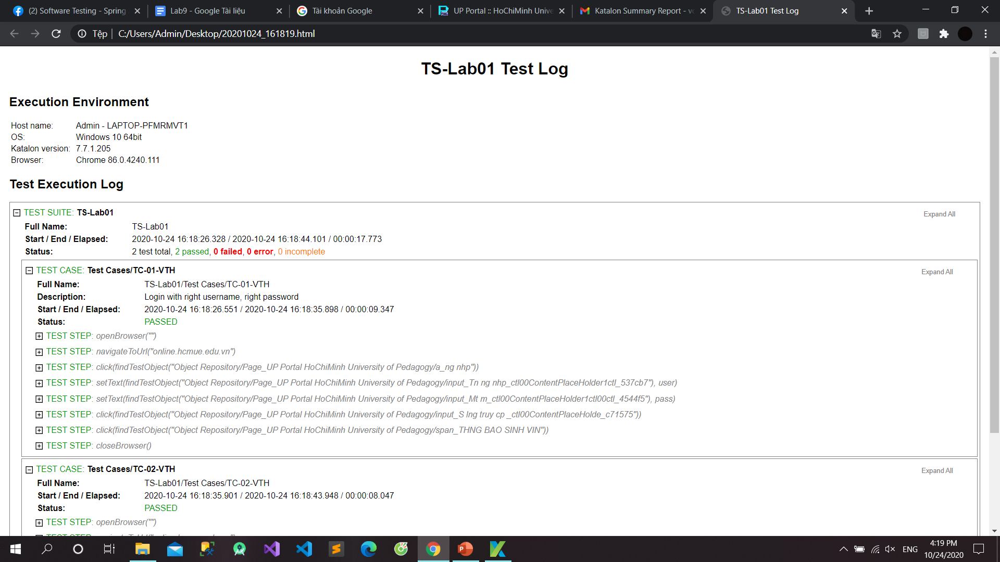 (2) Software Testing - Spring
Lab9 - Google Tài liệu
Tài khoản Google
UP Portal :: HoChiMinh Unive
Katalon Summary Report - vo
TS-Lab01 Test Log
Tệp
C:/Users/Admin/Desktop/20201024_161819.html
TS-Lab01 Test Log
Execution Environment
Host name: Admin - LAPTOP-PFMRMVT1
OS: Windows 10 64bit
Katalon version: 7.7.1.205
Browser: Chrome 86.0.4240.111
Test Execution Log
TEST SUITE: TS-Lab01 Expand All
Full Name: TS-Lab01
Start / End / Elapsed: 2020-10-24 16:18:26.328 / 2020-10-24 16:18:44.101 / 00:00:17.773
Status: 2 test total, 2 passed, 0 failed, 0 error, 0 incomplete
TEST CASE: Test Cases/TC-01-VTH Expand All
Full Name: TS-Lab01/Test Cases/TC-01-VTH
Description: Login with right username, right password
Start / End / Elapsed: 2020-10-24 16:18:26.551 / 2020-10-24 16:18:35.898 / 00:00:09.347
Status: PASSED
TEST STEP: openBrowser("")
TEST STEP: navigateToUrl("online.hcmue.edu.vn")
TEST STEP: click(findTestObject("Object Repository/Page_UP Portal HoChiMinh University of Pedagogy/a_ng nhp"))
TEST STEP: setText(findTestObject("Object Repository/Page_UP Portal HoChiMinh University of Pedagogy/input_Tn ng nhp_ctl00ContentPlaceHolder1ctl_537cb7"), user)
TEST STEP: setText(findTestObject("Object Repository/Page_UP Portal HoChiMinh University of Pedagogy/input_Mt m_ctl00ContentPlaceHolder1ctl00ctl_4544f5"), pass)
TEST STEP: click(findTestObject("Object Repository/Page_UP Portal HoChiMinh University of Pedagogy/input_S lng truy cp _ctl00ContentPlaceHolde_c71575"))
TEST STEP: click(findTestObject("Object Repository/Page_UP Portal HoChiMinh University of Pedagogy/span_THNG BAO SINH VIN"))
TEST STEP: closeBrowser()
TEST CASE: Test Cases/TC-02-VTH Expand All
Full Name: TS-Lab01/Test Cases/TC-02-VTH
Start / End / Elapsed: 2020-10-24 16:18:35.901 / 2020-10-24 16:18:43.948 / 00:00:08.047
Status: PASSED
TEST STEP: openBrowser("")
ENG
4:19 PM
10/24/2020